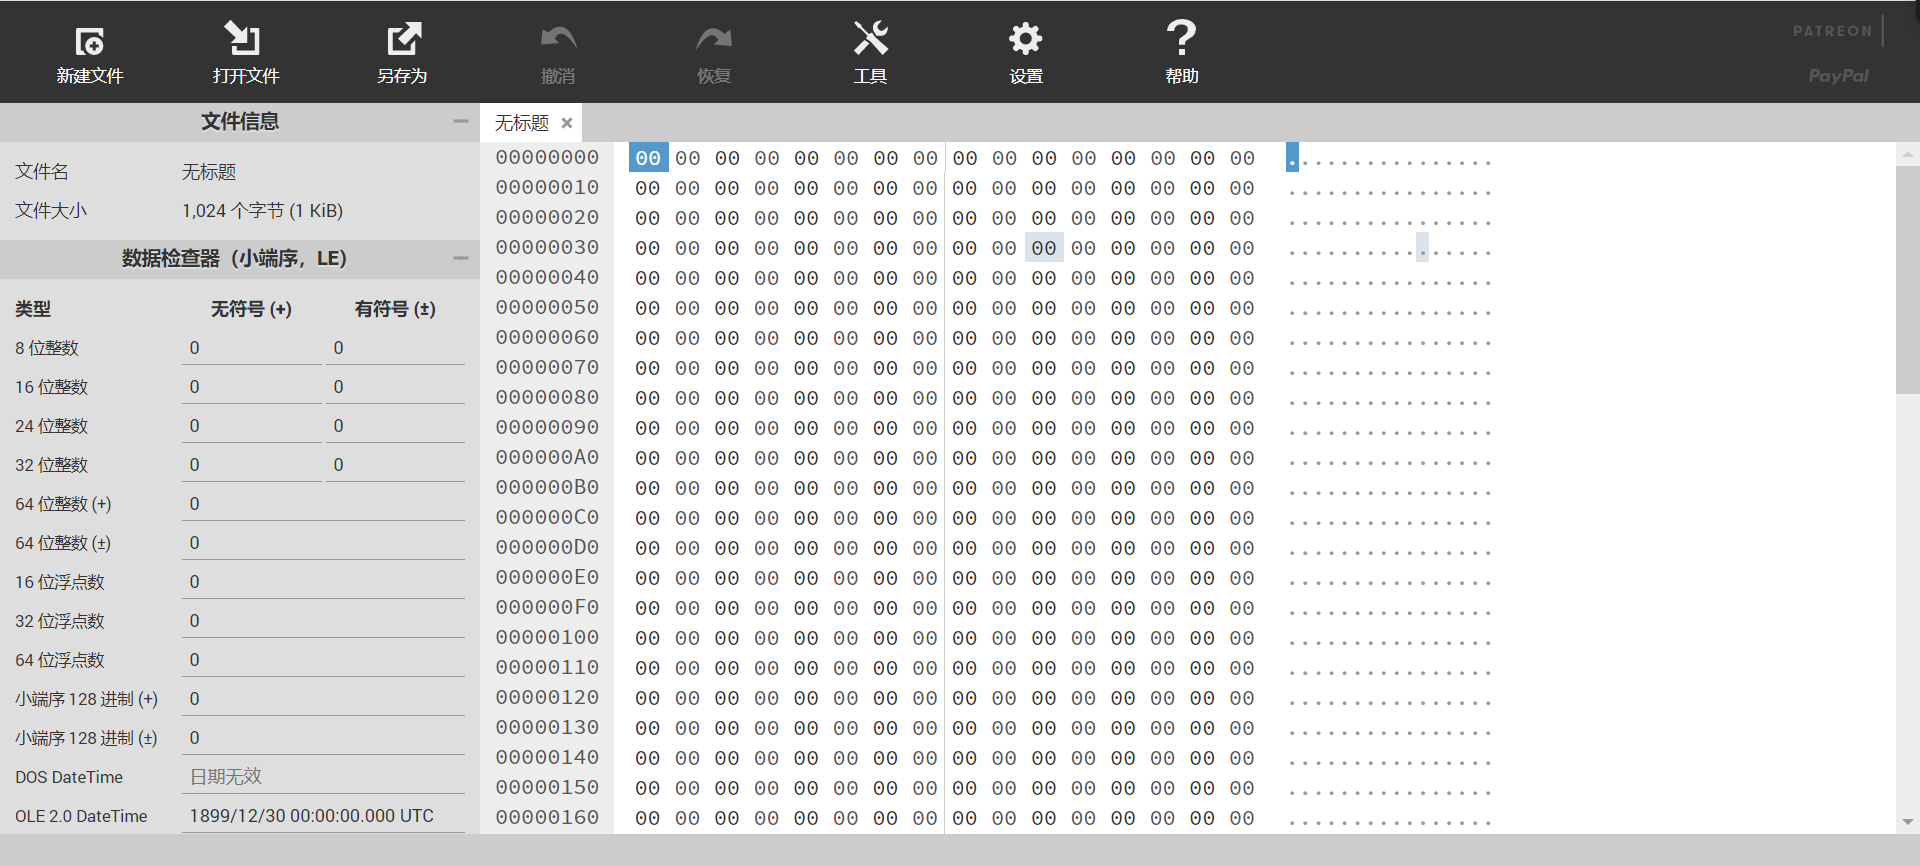 新建文件 打开文件 另存为 撤消 恢复 工具 设置 帮助
PATREON
PayPal
文件信息
文件名 无标题
文件大小 1,024 个字节 (1 KiB)
数据检查器（小端序，LE）
类型 无符号 (+) 有符号 (±)
8 位整数 0 0
16 位整数 0 0
24 位整数 0 0
32 位整数 0 0
64 位整数 (+) 0
64 位整数 (±) 0
16 位浮点数 0
32 位浮点数 0
64 位浮点数 0
小端序 128 进制 (+) 0
小端序 128 进制 (±) 0
DOS DateTime 日期无效
OLE 2.0 DateTime 1899/12/30 00:00:00.000 UTC
无标题 ×
00000000 00 00 00 00 00 00 00 00 00 00 00 00 00 00 00 00 ................
00000010 00 00 00 00 00 00 00 00 00 00 00 00 00 00 00 00 ................
00000020 00 00 00 00 00 00 00 00 00 00 00 00 00 00 00 00 ................
00000030 00 00 00 00 00 00 00 00 00 00 00 00 00 00 00 00 ................
00000040 00 00 00 00 00 00 00 00 00 00 00 00 00 00 00 00 ................
00000050 00 00 00 00 00 00 00 00 00 00 00 00 00 00 00 00 ................
00000060 00 00 00 00 00 00 00 00 00 00 00 00 00 00 00 00 ................
00000070 00 00 00 00 00 00 00 00 00 00 00 00 00 00 00 00 ................
00000080 00 00 00 00 00 00 00 00 00 00 00 00 00 00 00 00 ................
00000090 00 00 00 00 00 00 00 00 00 00 00 00 00 00 00 00 ................
000000A0 00 00 00 00 00 00 00 00 00 00 00 00 00 00 00 00 ................
000000B0 00 00 00 00 00 00 00 00 00 00 00 00 00 00 00 00 ................
000000C0 00 00 00 00 00 00 00 00 00 00 00 00 00 00 00 00 ................
000000D0 00 00 00 00 00 00 00 00 00 00 00 00 00 00 00 00 ................
000000E0 00 00 00 00 00 00 00 00 00 00 00 00 00 00 00 00 ................
000000F0 00 00 00 00 00 00 00 00 00 00 00 00 00 00 00 00 ................
00000100 00 00 00 00 00 00 00 00 00 00 00 00 00 00 00 00 ................
00000110 00 00 00 00 00 00 00 00 00 00 00 00 00 00 00 00 ................
00000120 00 00 00 00 00 00 00 00 00 00 00 00 00 00 00 00 ................
00000130 00 00 00 00 00 00 00 00 00 00 00 00 00 00 00 00 ................
00000140 00 00 00 00 00 00 00 00 00 00 00 00 00 00 00 00 ................
00000150 00 00 00 00 00 00 00 00 00 00 00 00 00 00 00 00 ................
00000160 00 00 00 00 00 00 00 00 00 00 00 00 00 00 00 00 ................